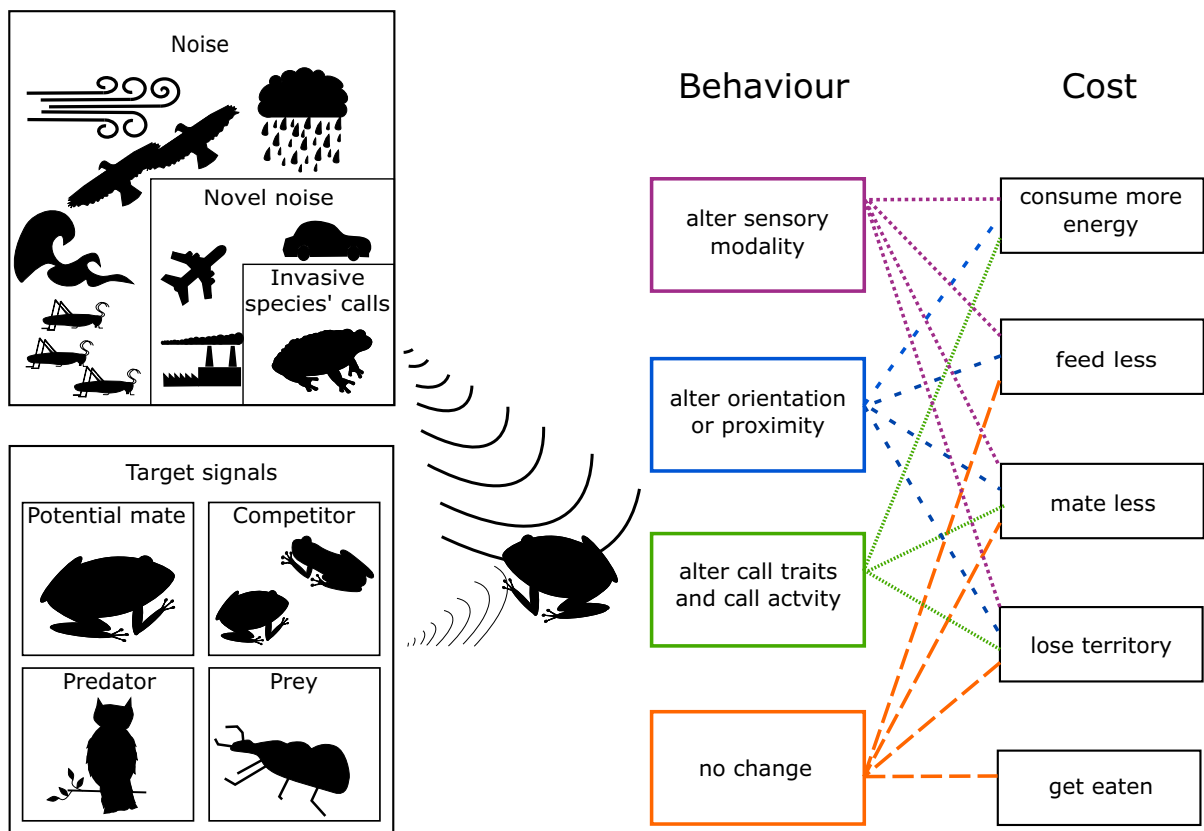 Noise
Novel noise
Invasive
species' calls
Target signals
Potential mate
Competitor
Predator
Prey
Behaviour
alter sensory
modality
alter orientation
or proximity
alter call traits
and call actvity
no change
Cost
consume more
energy
feed less
mate less
lose territory
get eaten